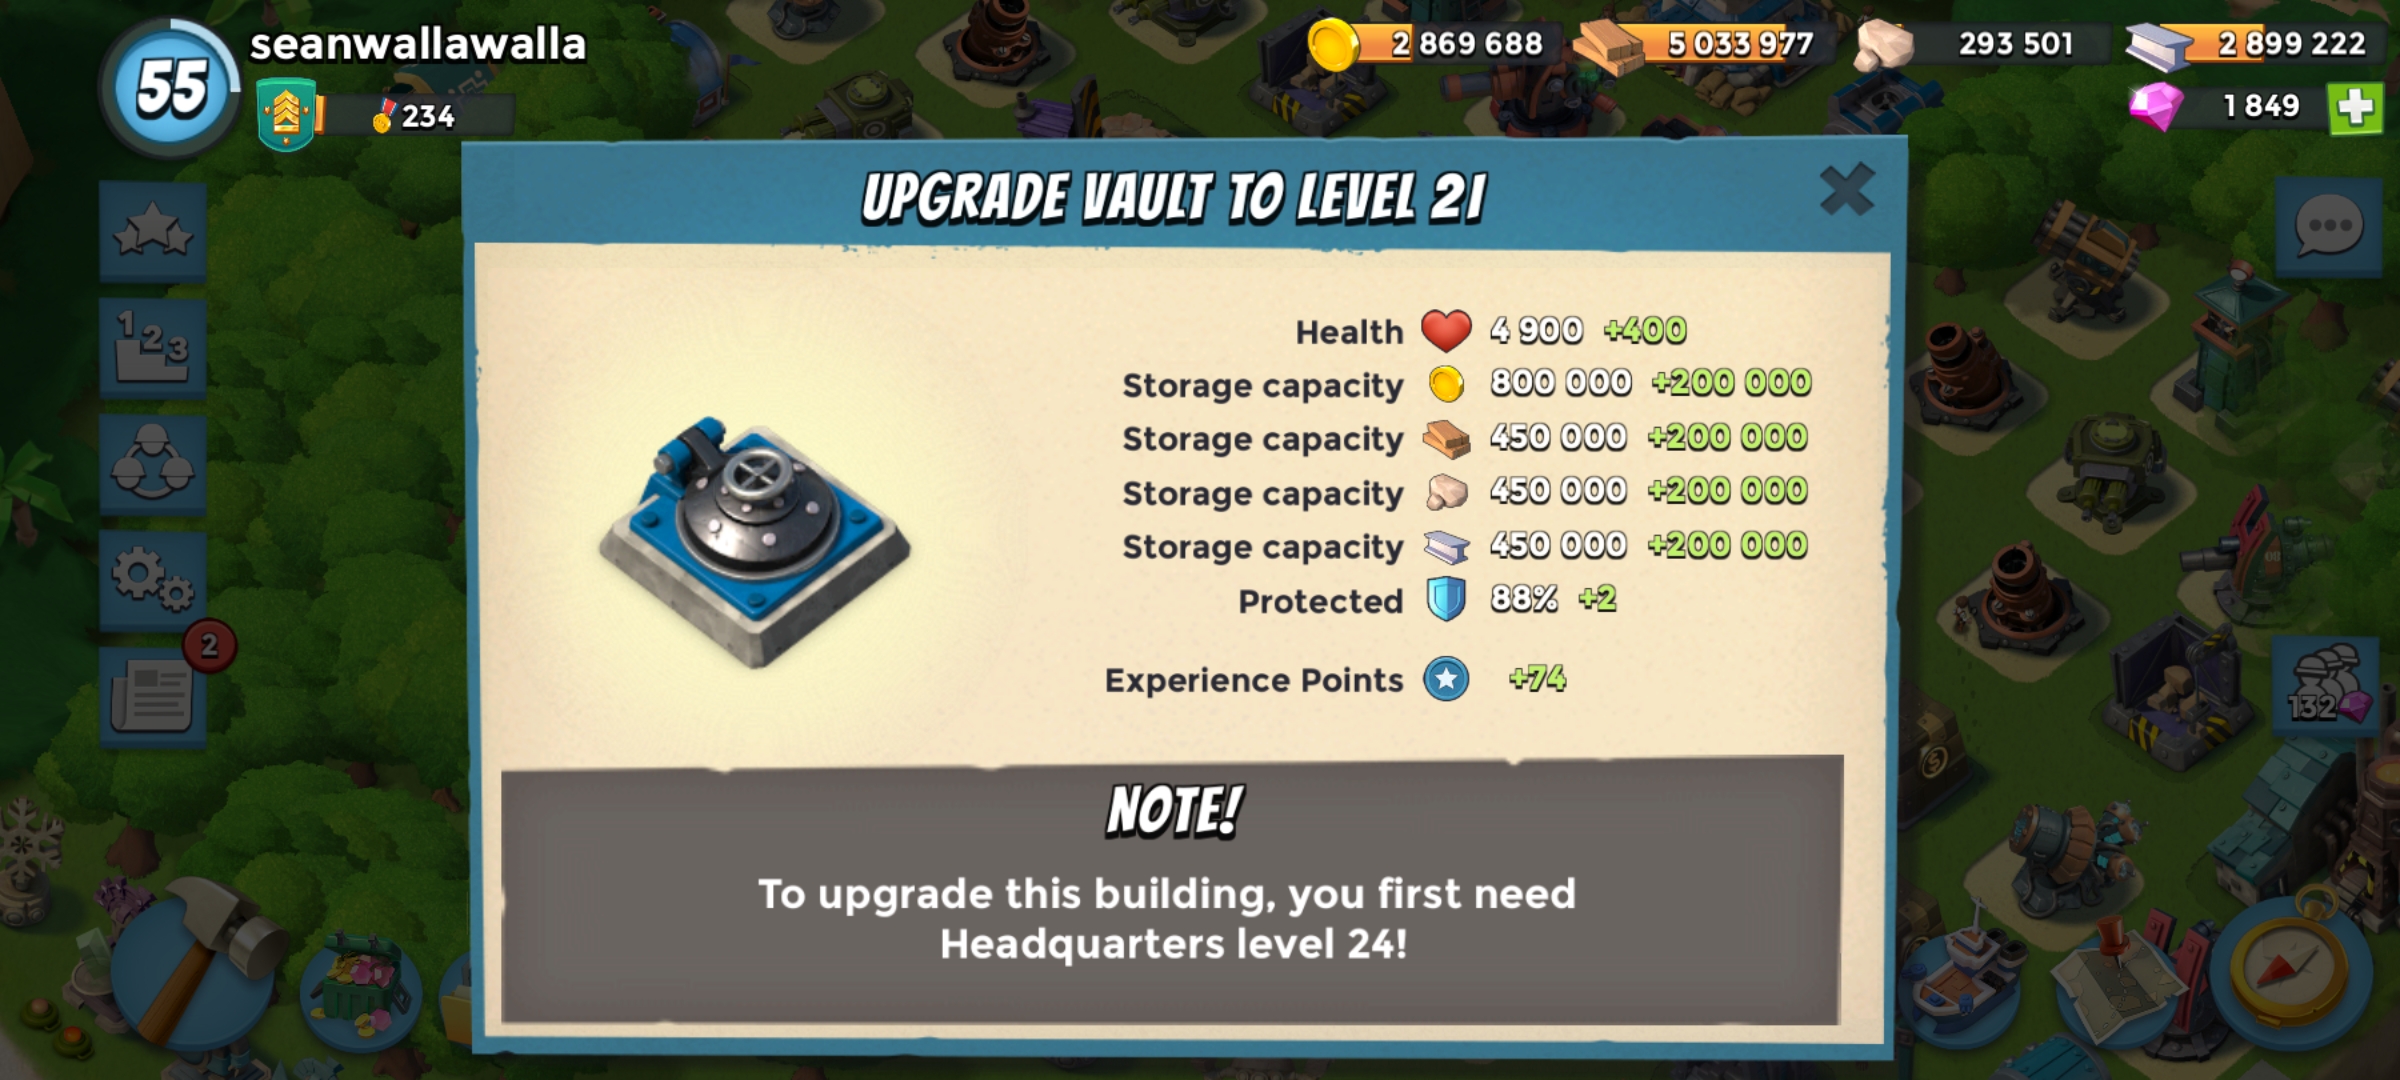 55
seanwallawalla
234
2 869 688
5 033 977
293 501
2 899 222
1 849
UPGRADE VAULT TO LEVEL 21
Health 4 900 +400
Storage capacity 800 000 +200 000
Storage capacity 450 000 +200 000
Storage capacity 450 000 +200 000
Storage capacity 450 000 +200 000
Protected 88% +2
Experience Points +74
NOTE!
To upgrade this building, you first need
Headquarters level 24!
1 2 3
2
132